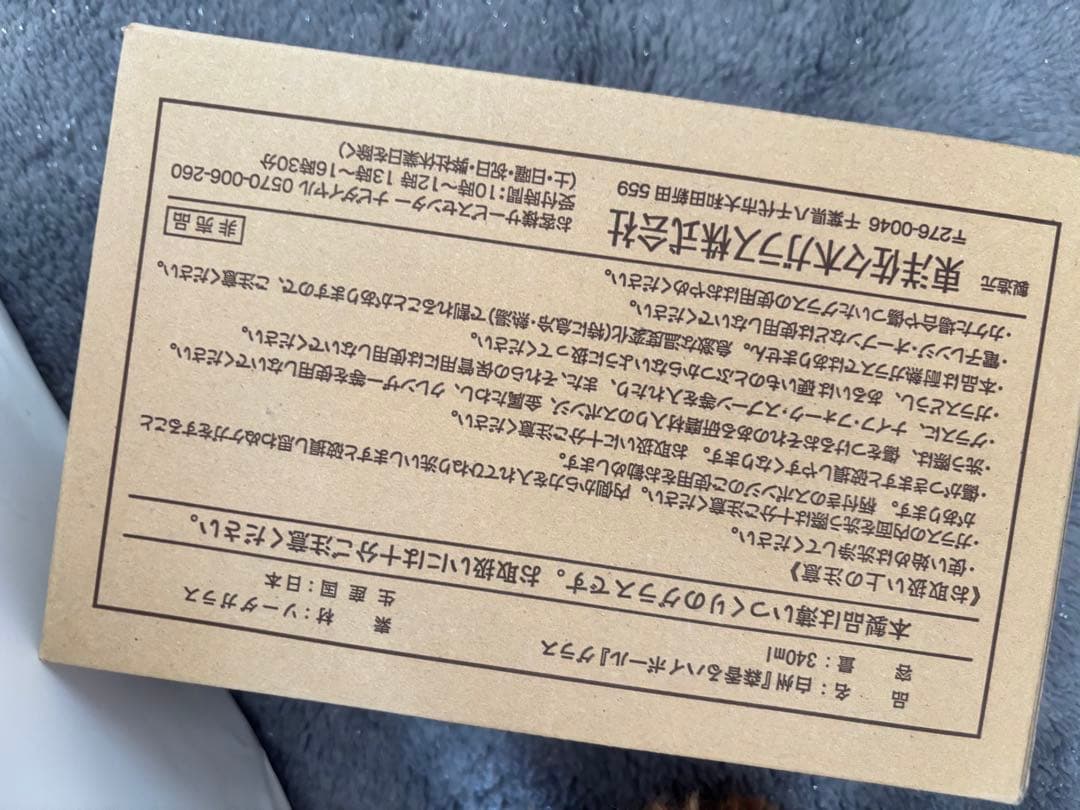 品　名：白州『森香るハイボール』グラス
容　量：340ml
素　材：ソーダガラス
生産国：日本
本製品は薄いつくりのグラスです。お取扱いには十分ご注意ください。
《お取扱い上の注意》
・使い始めは洗浄してください。
・ガラスの内面を洗う際は十分ご注意ください。内側から力を入れてひねり洗いしますと破損し思わぬケガをすること
があります。柄付きのスポンジのご使用をお勧めします。
・傷がつきますと破損しやすくなります。お取扱いに十分ご注意ください。
・洗う際は、傷をつけるおそれのある研磨材入りのスポンジ、金属たわし、クレンザー等を使用しないでください。
・グラスに、ナイフ・フォーク・スプーン等を入れたり、また、それらの保管用には使用しないでください。
・ガラスどうし、あるいは硬いものとぶつからないように扱ってください。
・本品は耐熱ガラスではありません。急激な温度変化(特に急冷・熱湯)で割れることがありますので、ご注意ください。
・電子レンジ・オーブンなどは使用しないでください。
・カケた場合や傷ついたグラスの使用はおやめください。
非売品
製造元 東洋佐々木ガラス株式会社
〒276-0046 千葉県八千代市大和田新田 559
お客様サービスセンター ナビダイヤル 0570-006-260
受付時間：10時〜12時 13時〜16時30分
(土・日曜・祝日・弊社休業日を除く)